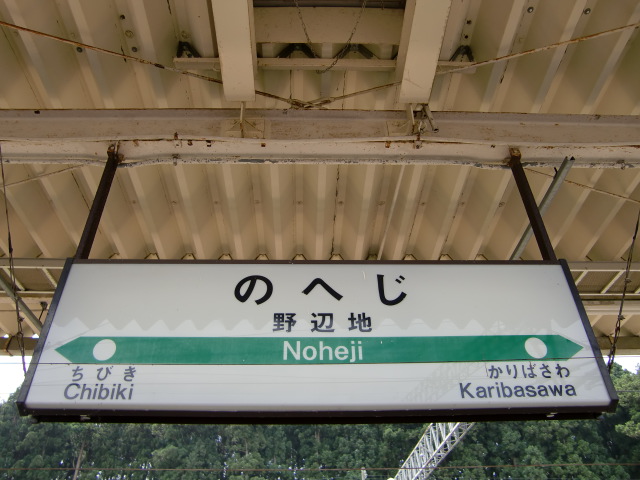 のへじ
野辺地
Noheji
ちびき
Chibiki
かりばさわ
Karibasawa